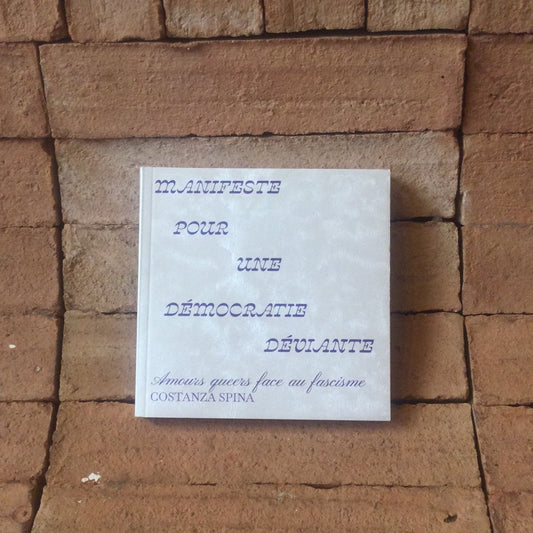 MANIFESTE
POUR
UNE
DÉMOCRATIE
DÉVIANTE
Amours queers face au fascisme
COSTANZA SPINA